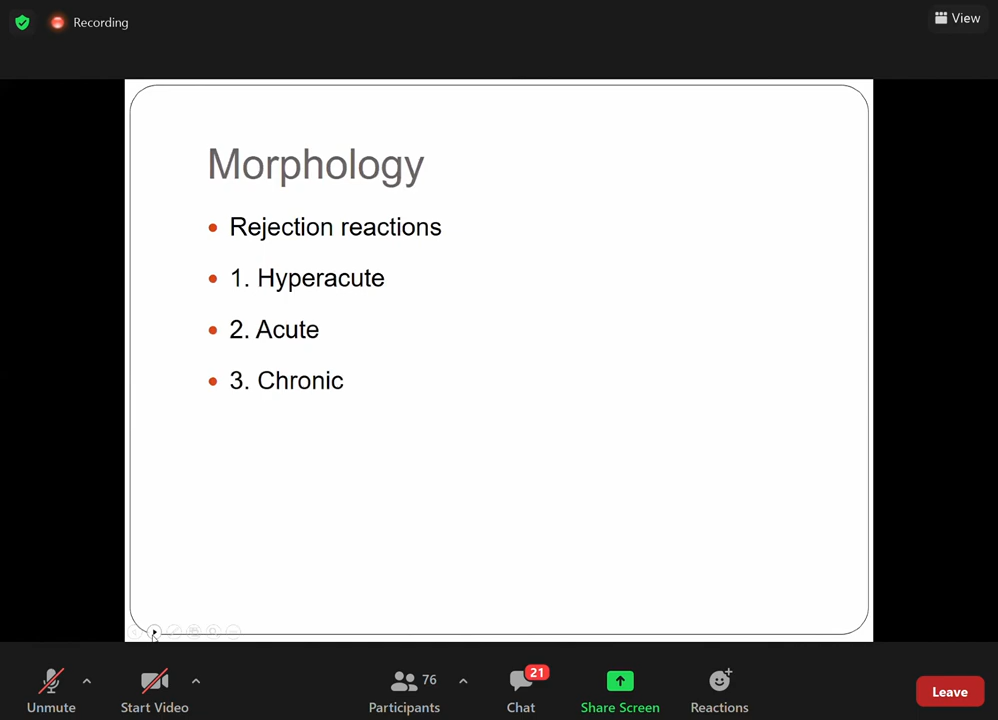 Recording
View
Morphology
• Rejection reactions
• 1. Hyperacute
• 2. Acute
• 3. Chronic
76
21
Unmute
Start Video
Participants
Chat
Share Screen
Reactions
Leave